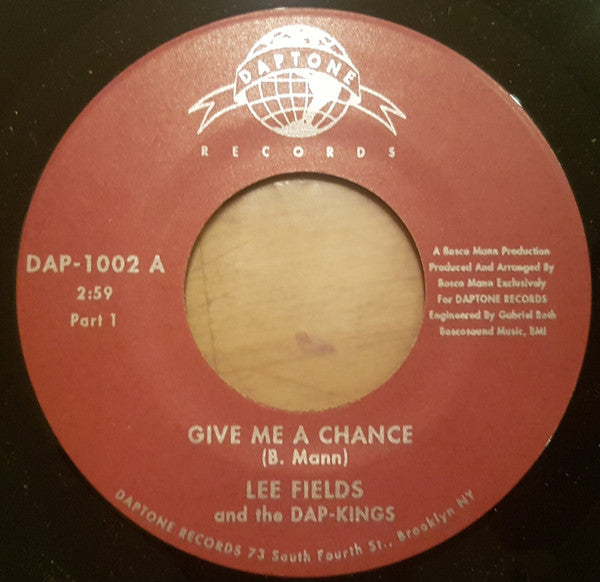 DAPTONE
RECORDS
DAP-1002 A
2:59
Part 1
A Bosco Mann Production
Produced And Arranged By
Bosco Mann Exclusively
For DAPTONE RECORDS
Engineered By Gabriel Roth
Boscosound Music, BMI
GIVE ME A CHANCE
(B. Mann)
LEE FIELDS
and the DAP-KINGS
DAPTONE RECORDS 73 South Fourth St., Brooklyn NY